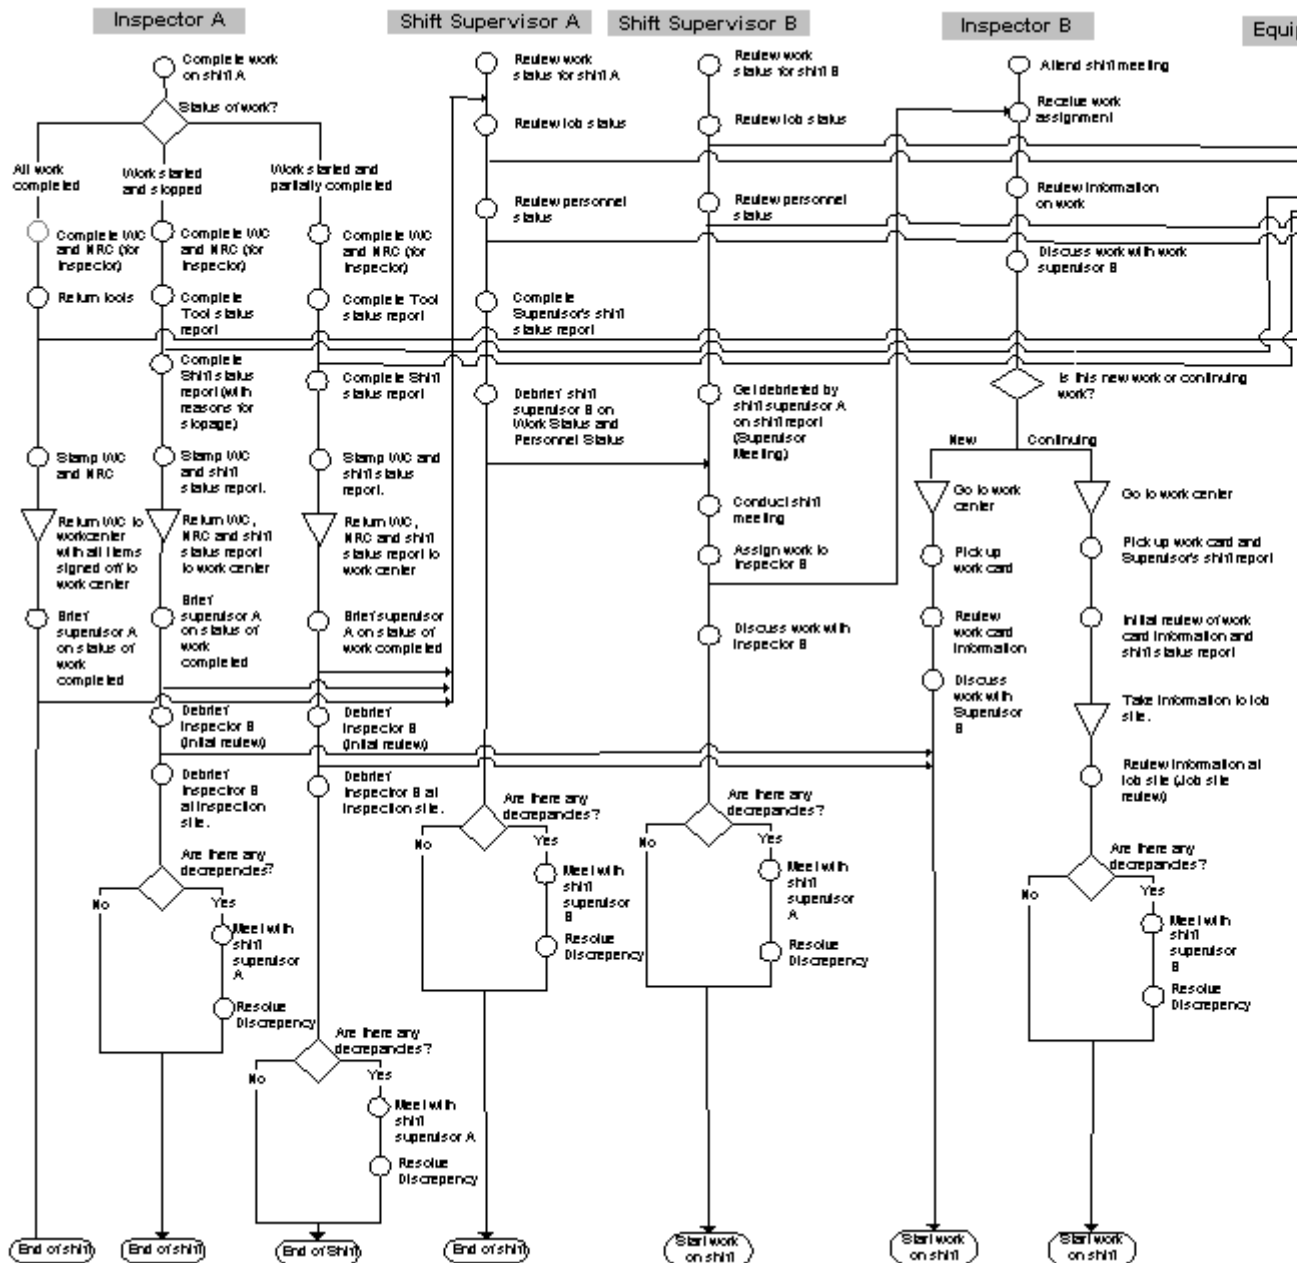 Inspector A
Shift Supervisor A
Shift Supervisor B
Inspector B
Equip
Complete work
on shift A
Status of work?
All work
completed
Work started
and stopped
Work started and
partially completed
Complete WC
and NRC (for
Inspector)
Return tools
Stamp WC
and NRC
Return WC to
workcenter
with all items
signed off to
work center
Brief
supervisor A
on status of
work
completed
End of shift
Complete WC
and NRC (for
Inspector)
Complete
Tool status
report
Complete
Shift status
report (with
reasons for
stopage)
Stamp WC
and shift
status report.
Return WC,
NRC and shift
status report
to work center
Brief
supervisor A
on status of
work
completed
Debrief
Inspector B
(Initial review)
Debrief
Inspector B
at inspection
site.
Are there any
decrepancies?
No
Yes
Meet with
shift
supervisor
A
Resolve
Discrepency
End of shift
Complete WC
and NRC (for
Inspector)
Complete Tool
status report
Complete Shift
status report
Stamp WC and
shift status
report.
Return WC,
NRC and shift
status report to
work center
Brief supervisor
A on status of
work completed
Debrief
Inspector B
(Initial review)
Debrief
Inspector B at
Inspection site.
Are there any
decrepancies?
No
Yes
Meet with
shift
supervisor A
Resolve
Discrepency
End of Shift
Review work
status for shift A
Review job status
Review personnel
status
Complete
Supervisor's shift
status report
Debrief shift
supervisor B on
Work Status and
Personnel Status
Are there any
decrepancies?
No
Yes
Meet with
shift
supervisor
B
Resolve
Discrepency
End of shift
Review work
status for shift B
Review job status
Review personnel
status
Get debriefed by
shift supervisor A
on shift report
(Supervisor
Meeting)
Conduct shift
meeting
Assign work to
Inspector B
Discuss work with
Inspector B
Are there any
decrepancies?
No
Yes
Meet with
shift
supervisor
A
Resolve
Discrepency
Start work
on shift
Attend shift meeting
Receive work
assignment
Review Information
on work
Discuss work with work
supervisor B
Is this new work or continuing
work?
New
Continuing
Go to work
center
Pick up
work card
Review
work card
Information
Discuss
work with
Supervisor
B
Start work
on shift
Go to work center
Pick up work card and
Supervisor's shift report
Initial review of work
card Information and
shift status report
Take Information to job
site.
Review Information at
job site (Job site
review)
Are there any
decrepancies?
No
Yes
Meet with
shift
supervisor
B
Resolve
Discrepency
Start work
on shift